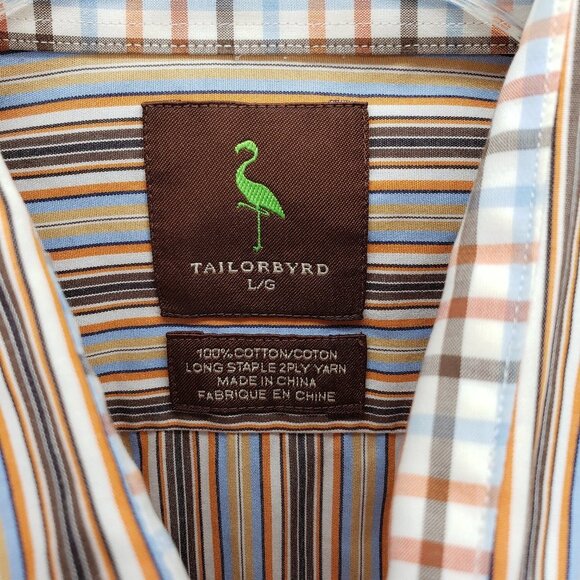 TAILORBYRD
L/G
100% COTTON/COTON
LONG STAPLE 2PLY YARN
MADE IN CHINA
FABRIQUE EN CHINE